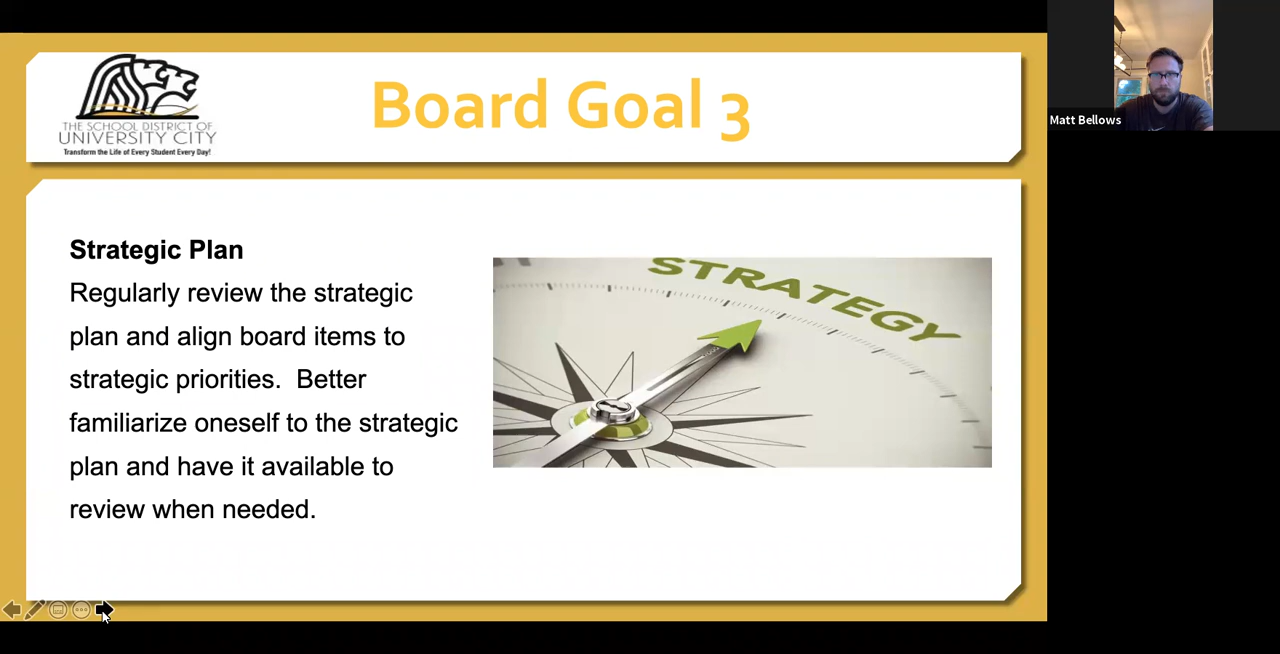 THE SCHOOL DISTRICT OF
UNIVERSITY CITY
Transform the Life of Every Student Every Day!
Board Goal 3
Matt Bellows
Strategic Plan
Regularly review the strategic
plan and align board items to
strategic priorities.  Better
familiarize oneself to the strategic
plan and have it available to
review when needed.
STRATEGY